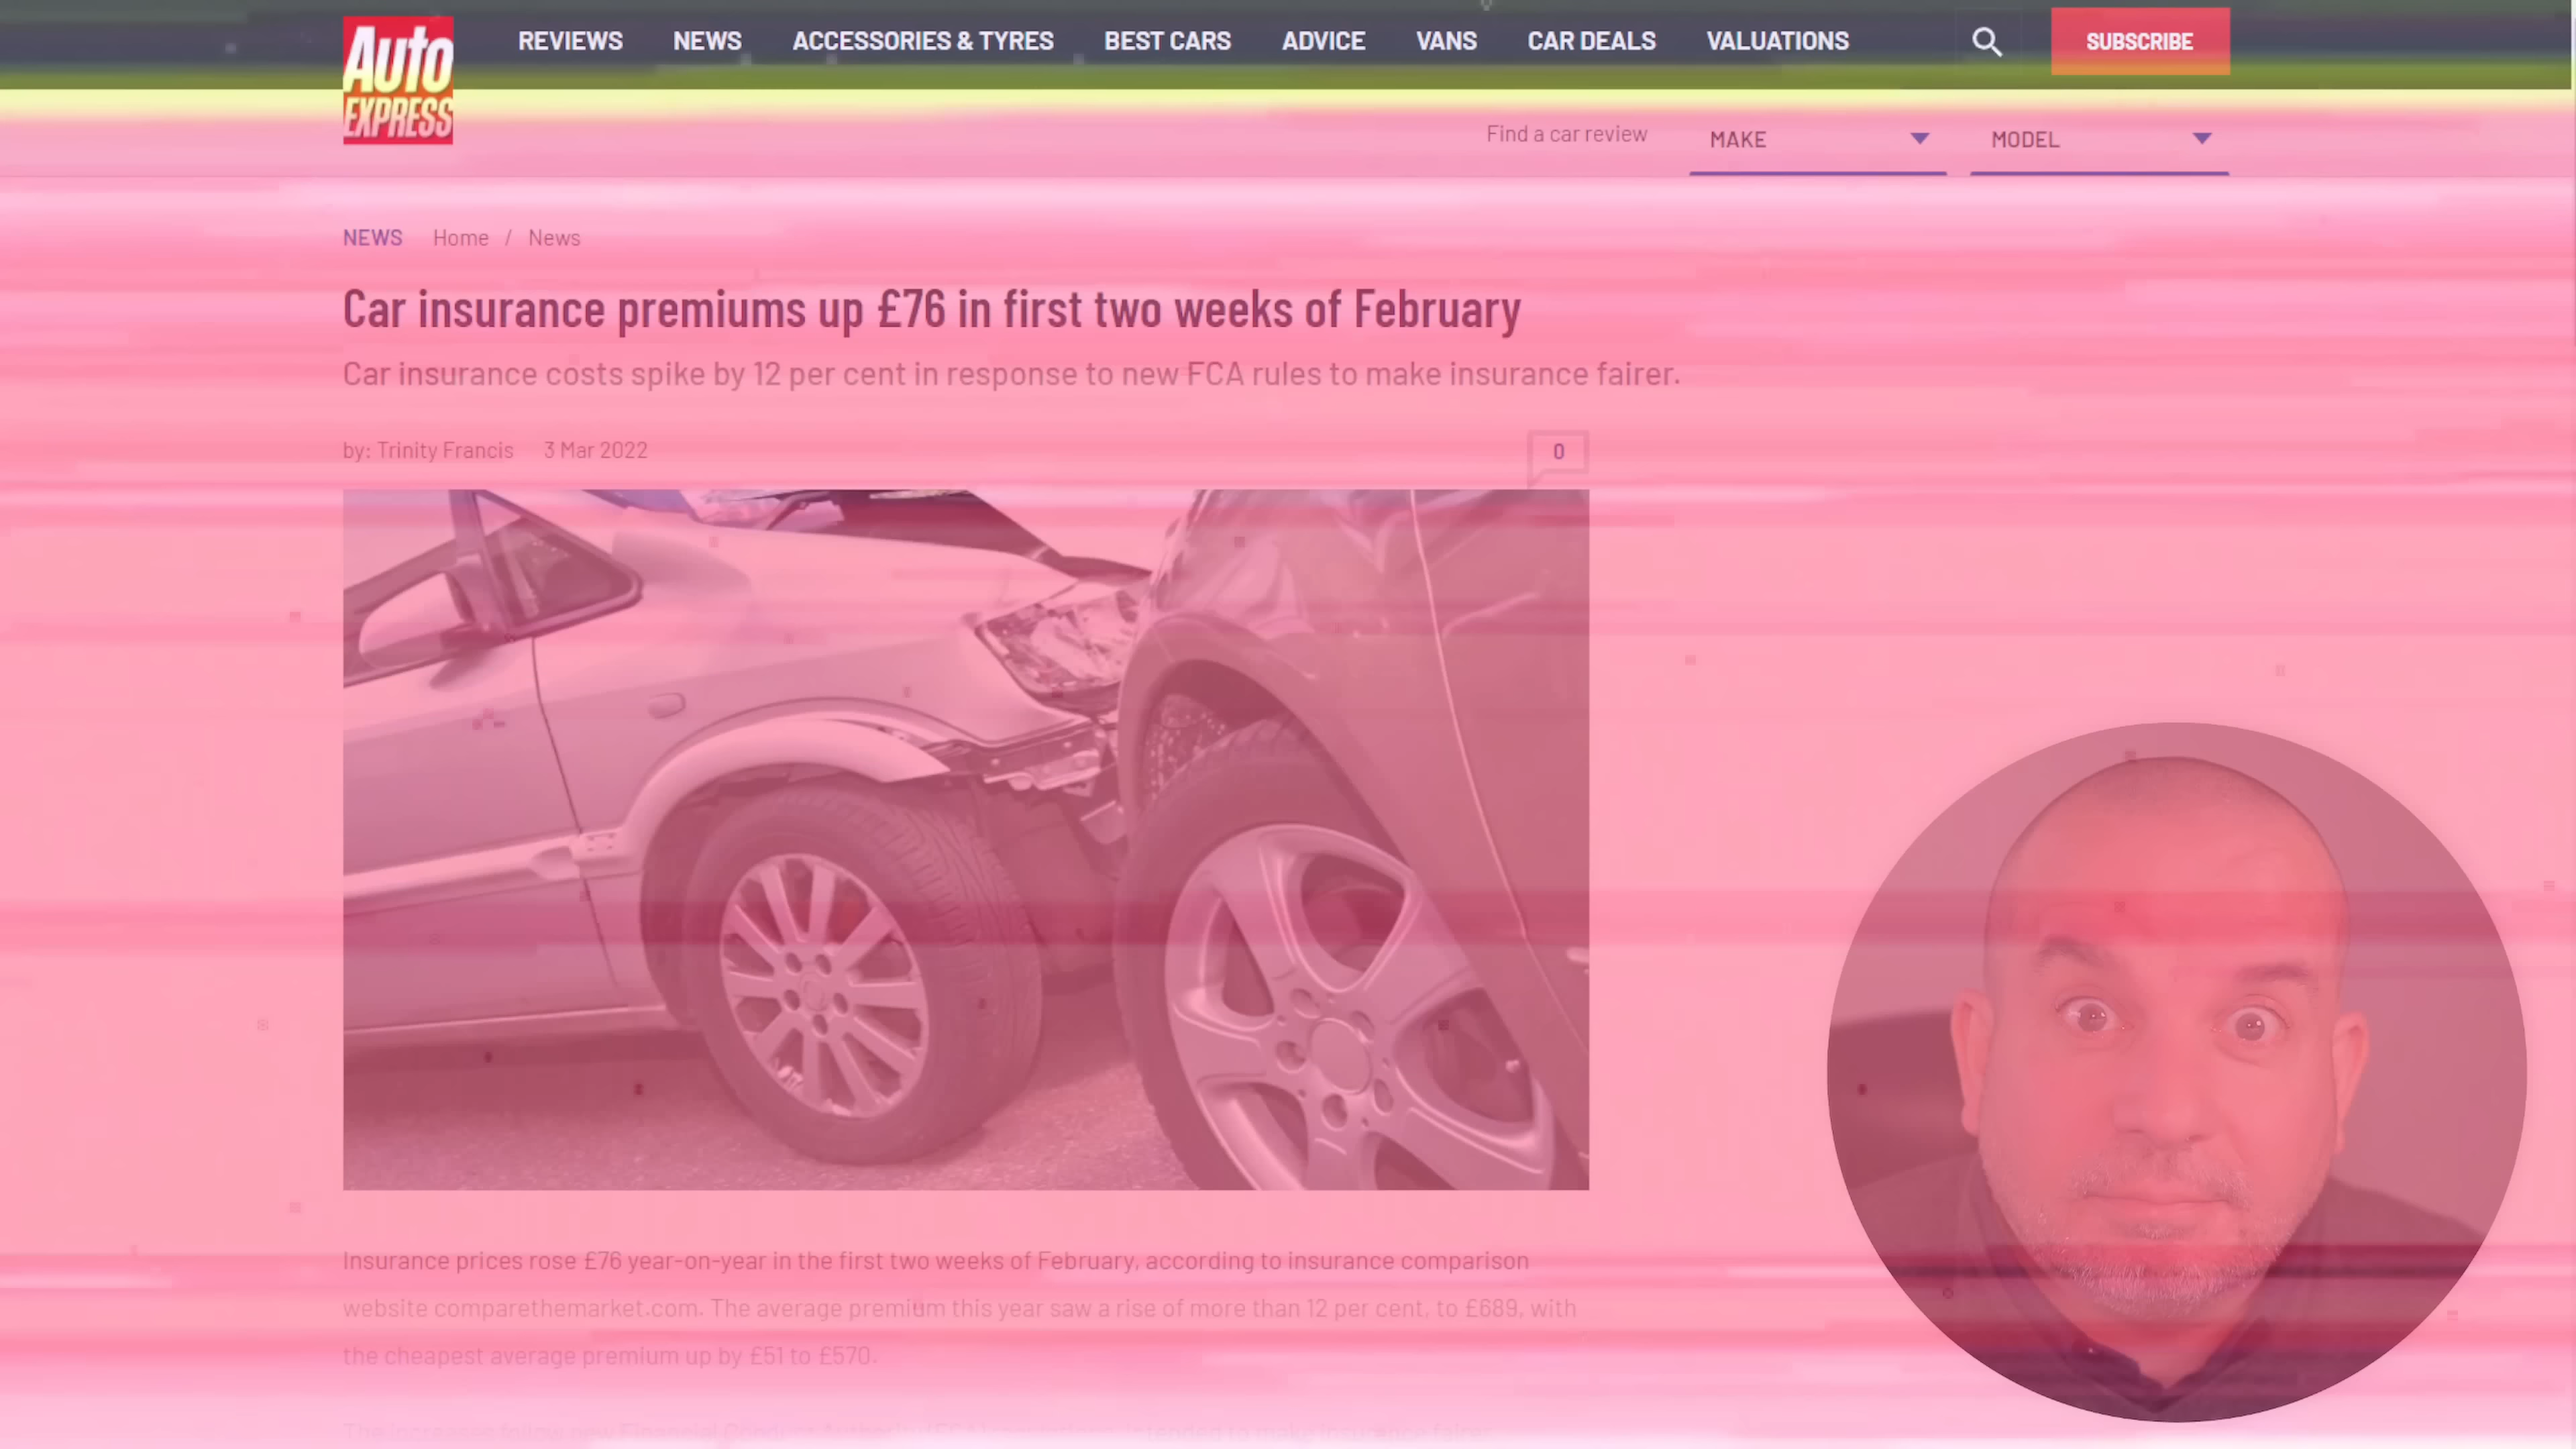 Auto
EXPRESS
REVIEWS NEWS ACCESSORIES & TYRES BEST CARS ADVICE VANS CAR DEALS VALUATIONS
SUBSCRIBE
Find a car review MAKE MODEL
NEWS Home / News
Car insurance premiums up £76 in first two weeks of February
Car insurance costs spike by 12 per cent in response to new FCA rules to make insurance fairer.
by: Trinity Francis 3 Mar 2022
0
Insurance prices rose £76 year-on-year in the first two weeks of February, according to insurance comparison
website comparethemarket.com. The average premium this year saw a rise of more than 12 per cent, to £689, with
the cheapest average premium up by £51 to £570.